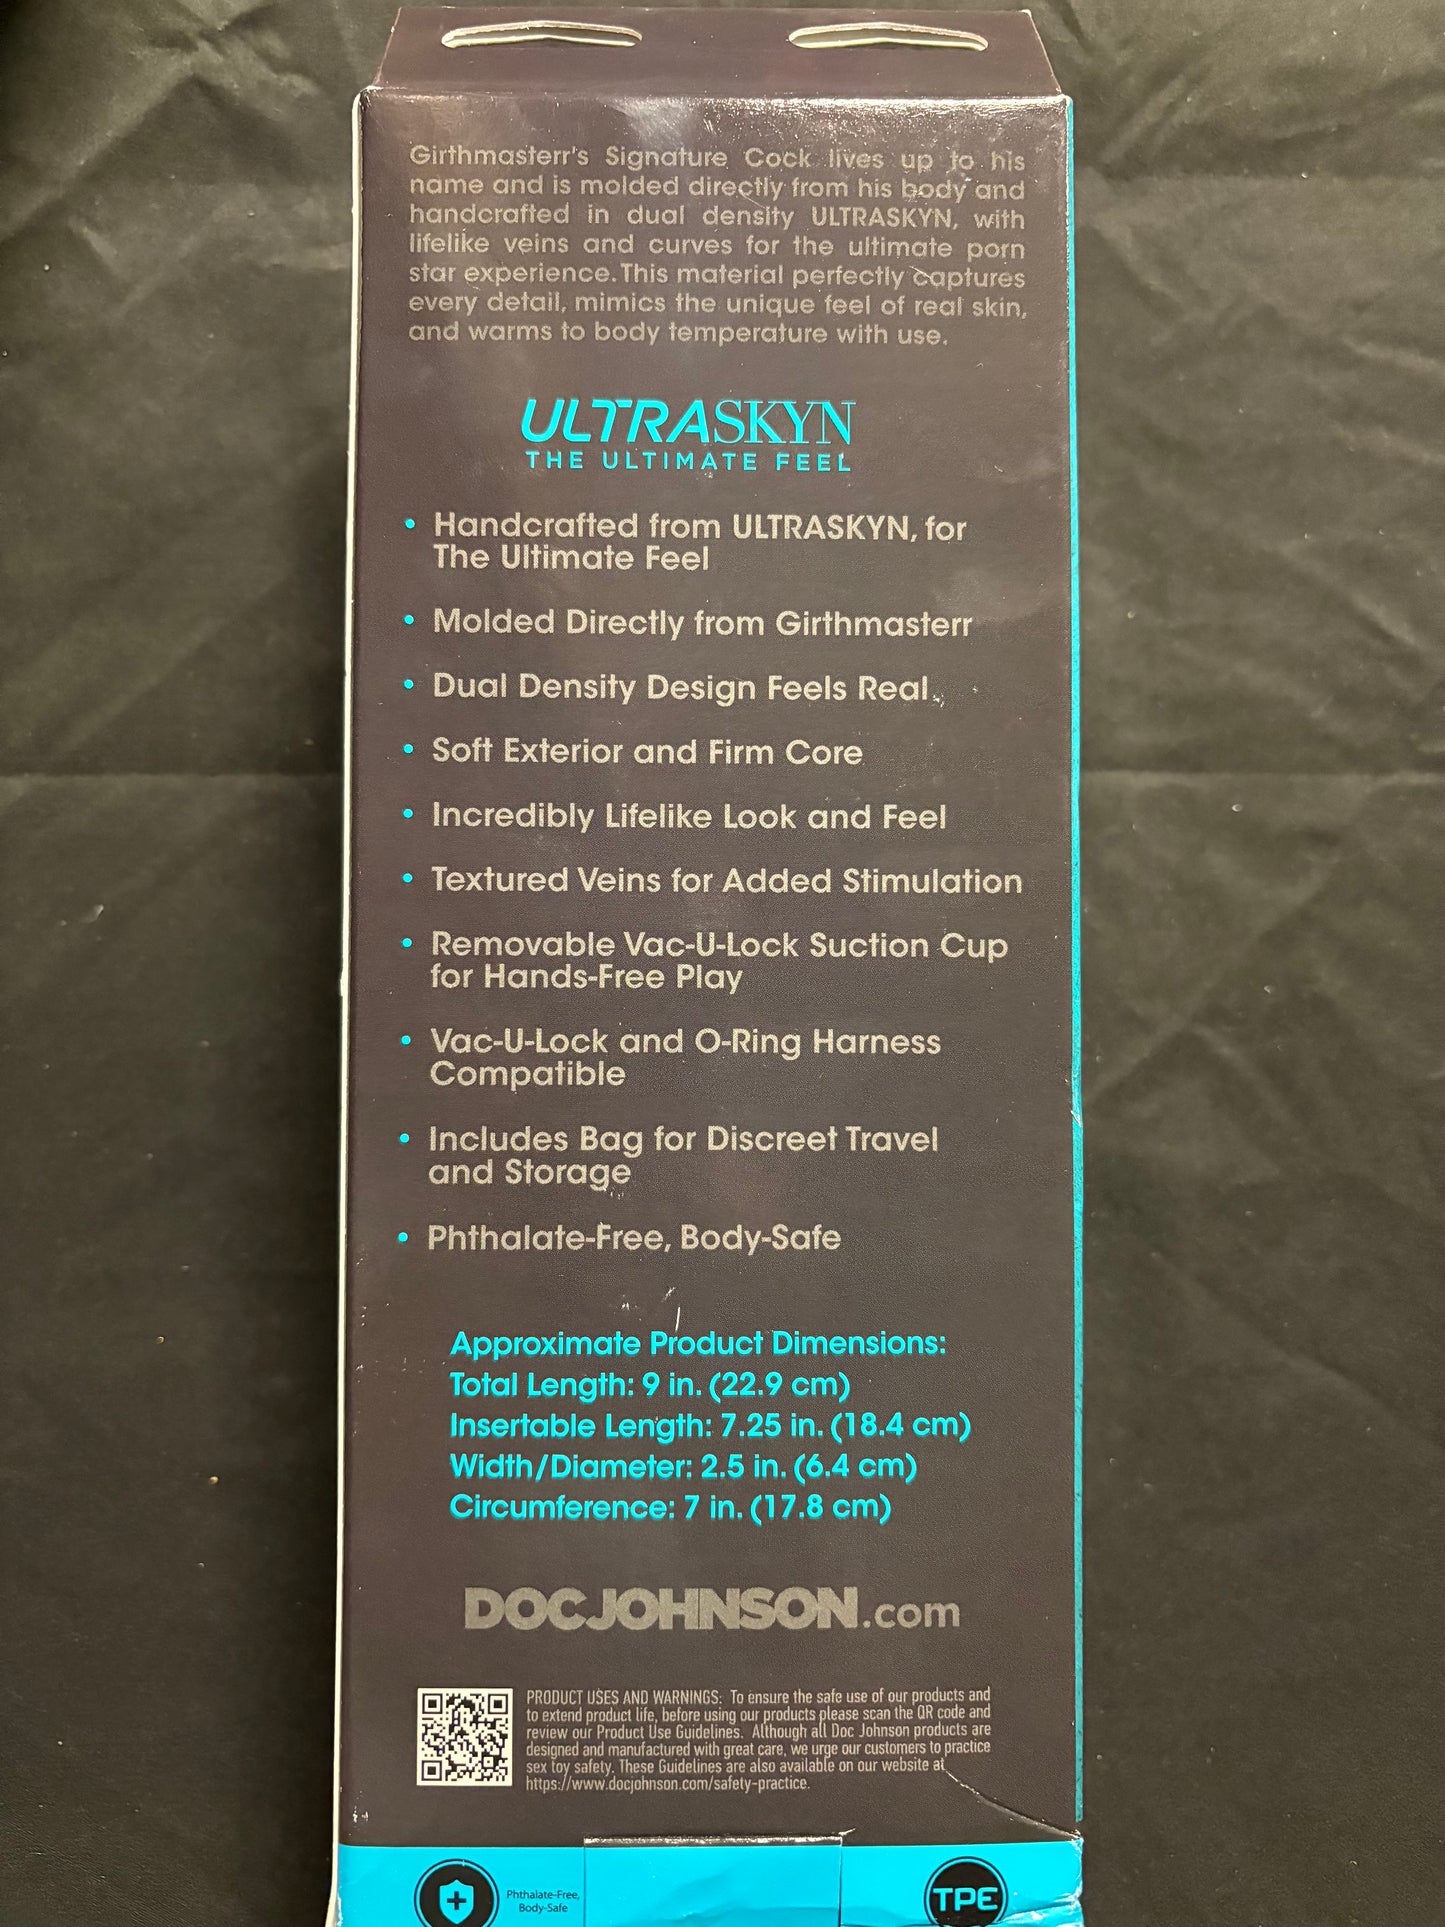 Girthmasterr's Signature Cock lives up to his
name and is molded directly from his body and
handcrafted in dual density ULTRASKYN, with
lifelike veins and curves for the ultimate porn
star experience. This material perfectly captures
every detail, mimics the unique feel of real skin,
and warms to body temperature with use.
ULTRASKYN
THE ULTIMATE FEEL
• Handcrafted from ULTRASKYN, for
The Ultimate Feel
• Molded Directly from Girthmasterr
• Dual Density Design Feels Real
• Soft Exterior and Firm Core
• Incredibly Lifelike Look and Feel
• Textured Veins for Added Stimulation
• Removable Vac-U-Lock Suction Cup
for Hands-Free Play
• Vac-U-Lock and O-Ring Harness
Compatible
• Includes Bag for Discreet Travel
and Storage
• Phthalate-Free, Body-Safe
Approximate Product Dimensions:
Total Length: 9 in. (22.9 cm)
Insertable Length: 7.25 in. (18.4 cm)
Width/Diameter: 2.5 in. (6.4 cm)
Circumference: 7 in. (17.8 cm)
DOCJOHNSON.com
PRODUCT USES AND WARNINGS: To ensure the safe use of our products and
to extend product life, before using our products please scan the QR code and
review our Product Use Guidelines. Although all Doc Johnson products are
designed and manufactured with great care, we urge our customers to practice
sex toy safety. These Guidelines are also available on our website at
https://www.docjohnson.com/safety-practice.
Phthalate-Free,
Body-Safe
TPE